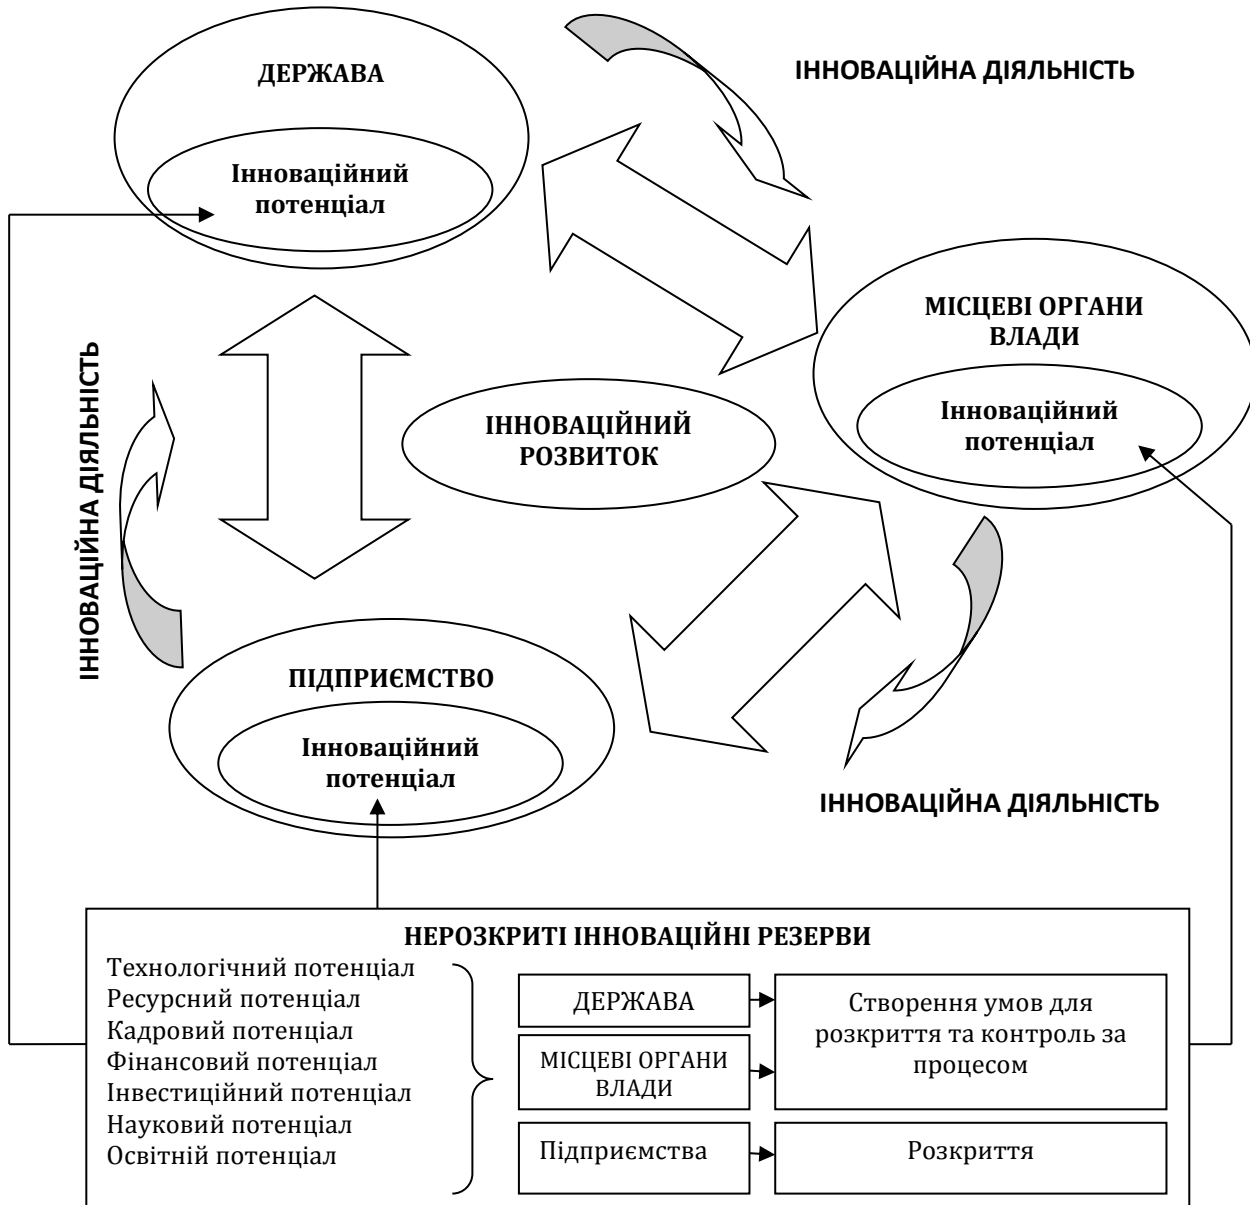 ДЕРЖАВА
Інноваційний
потенціал
ІННОВАЦІЙНА ДІЯЛЬНІСТЬ
МІСЦЕВІ ОРГАНИ
ВЛАДИ
Інноваційний
потенціал
ІННОВАЦІЙНА ДІЯЛЬНІСТЬ
ІННОВАЦІЙНИЙ
РОЗВИТОК
ПІДПРИЄМСТВО
Інноваційний
потенціал
ІННОВАЦІЙНА ДІЯЛЬНІСТЬ
НЕРОЗКРИТІ ІННОВАЦІЙНІ РЕЗЕРВИ
Технологічний потенціал
Ресурсний потенціал
Кадровий потенціал
Фінансовий потенціал
Інвестиційний потенціал
Науковий потенціал
Освітній потенціал
ДЕРЖАВА
МІСЦЕВІ ОРГАНИ
ВЛАДИ
Створення умов для
розкриття та контроль за
процесом
Підприємства
Розкриття